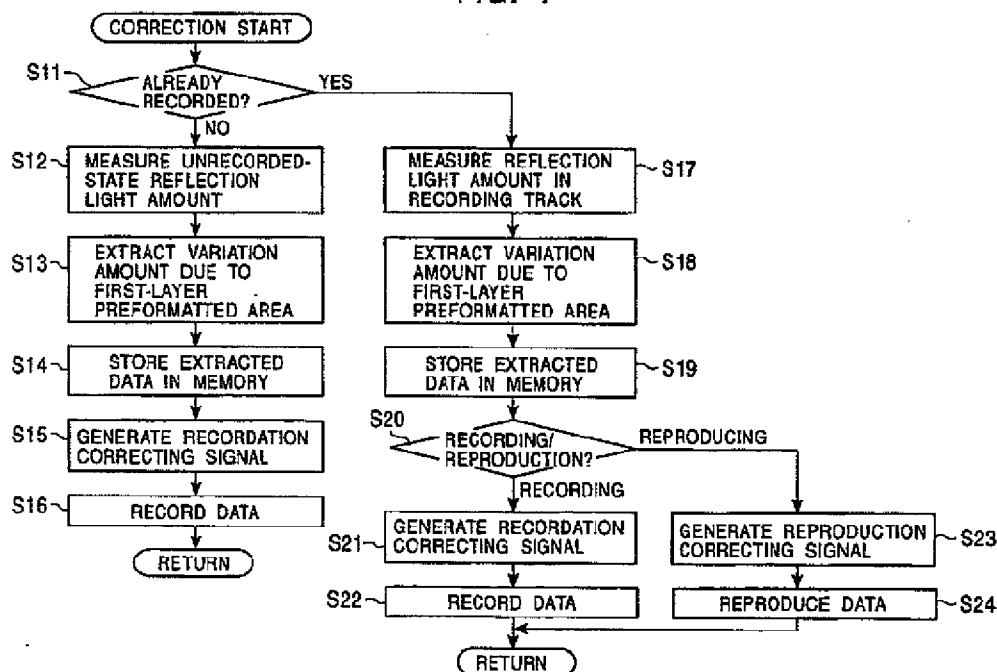 CORRECTION START
S11
ALREADY
RECORDED?
YES
NO
S12
MEASURE UNRECORDED-
STATE REFLECTION
LIGHT AMOUNT
S13
EXTRACT VARIATION
AMOUNT DUE TO
FIRST-LAYER
PREFORMATTED AREA
S14
STORE EXTRACTED
DATA IN MEMORY
S15
GENERATE RECORDATION
CORRECTING SIGNAL
S16
RECORD DATA
RETURN
MEASURE REFLECTION
LIGHT AMOUNT IN
RECORDING TRACK
S17
EXTRACT VARIATION
AMOUNT DUE TO
FIRST-LAYER
PREFORMATTED AREA
S18
STORE EXTRACTED
DATA IN MEMORY
S19
S20
RECORDING/
REPRODUCTION?
REPRODUCING
RECORDING
S21
GENERATE RECORDATION
CORRECTING SIGNAL
S22
RECORD DATA
GENERATE REPRODUCTION
CORRECTING SIGNAL
S23
REPRODUCE DATA
S24
RETURN